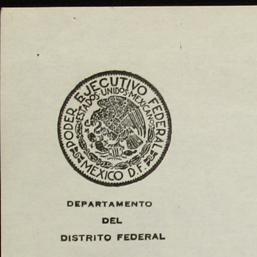 PODER EJECUTIVO FEDERAL
ESTADOS UNIDOS MEXICANOS
MEXICO D.F.
DEPARTAMENTO
DEL
DISTRITO FEDERAL